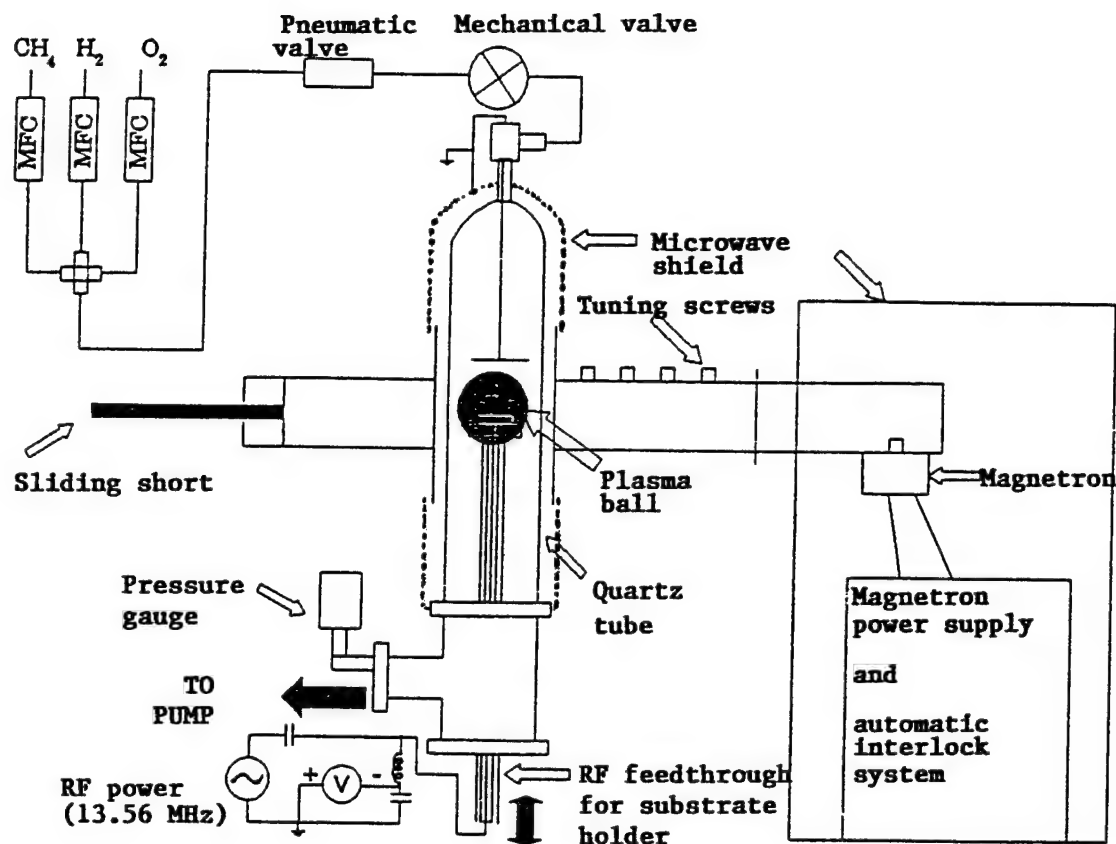 Pneumatic
valve
Mechanical valve
CH₄ H₂ O₂
MFC MFC MFC
Microwave
shield
Tuning screws
Sliding short
Plasma
ball
Magnetron
Pressure
gauge
Quartz
tube
Magnetron
power supply
and
automatic
interlock
system
TO
PUMP
RF power
(13.56 MHz)
+ V -
RF feedthrough
for substrate
holder